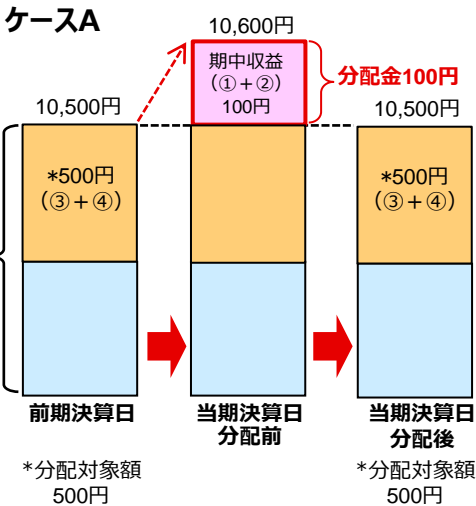 ケースA
10,600円
期中収益
（①＋②）
100円
分配金100円
10,500円
10,500円
*500円
（③＋④）
*500円
（③＋④）
前期決算日
当期決算日
分配前
当期決算日
分配後
*分配対象額
500円
*分配対象額
500円